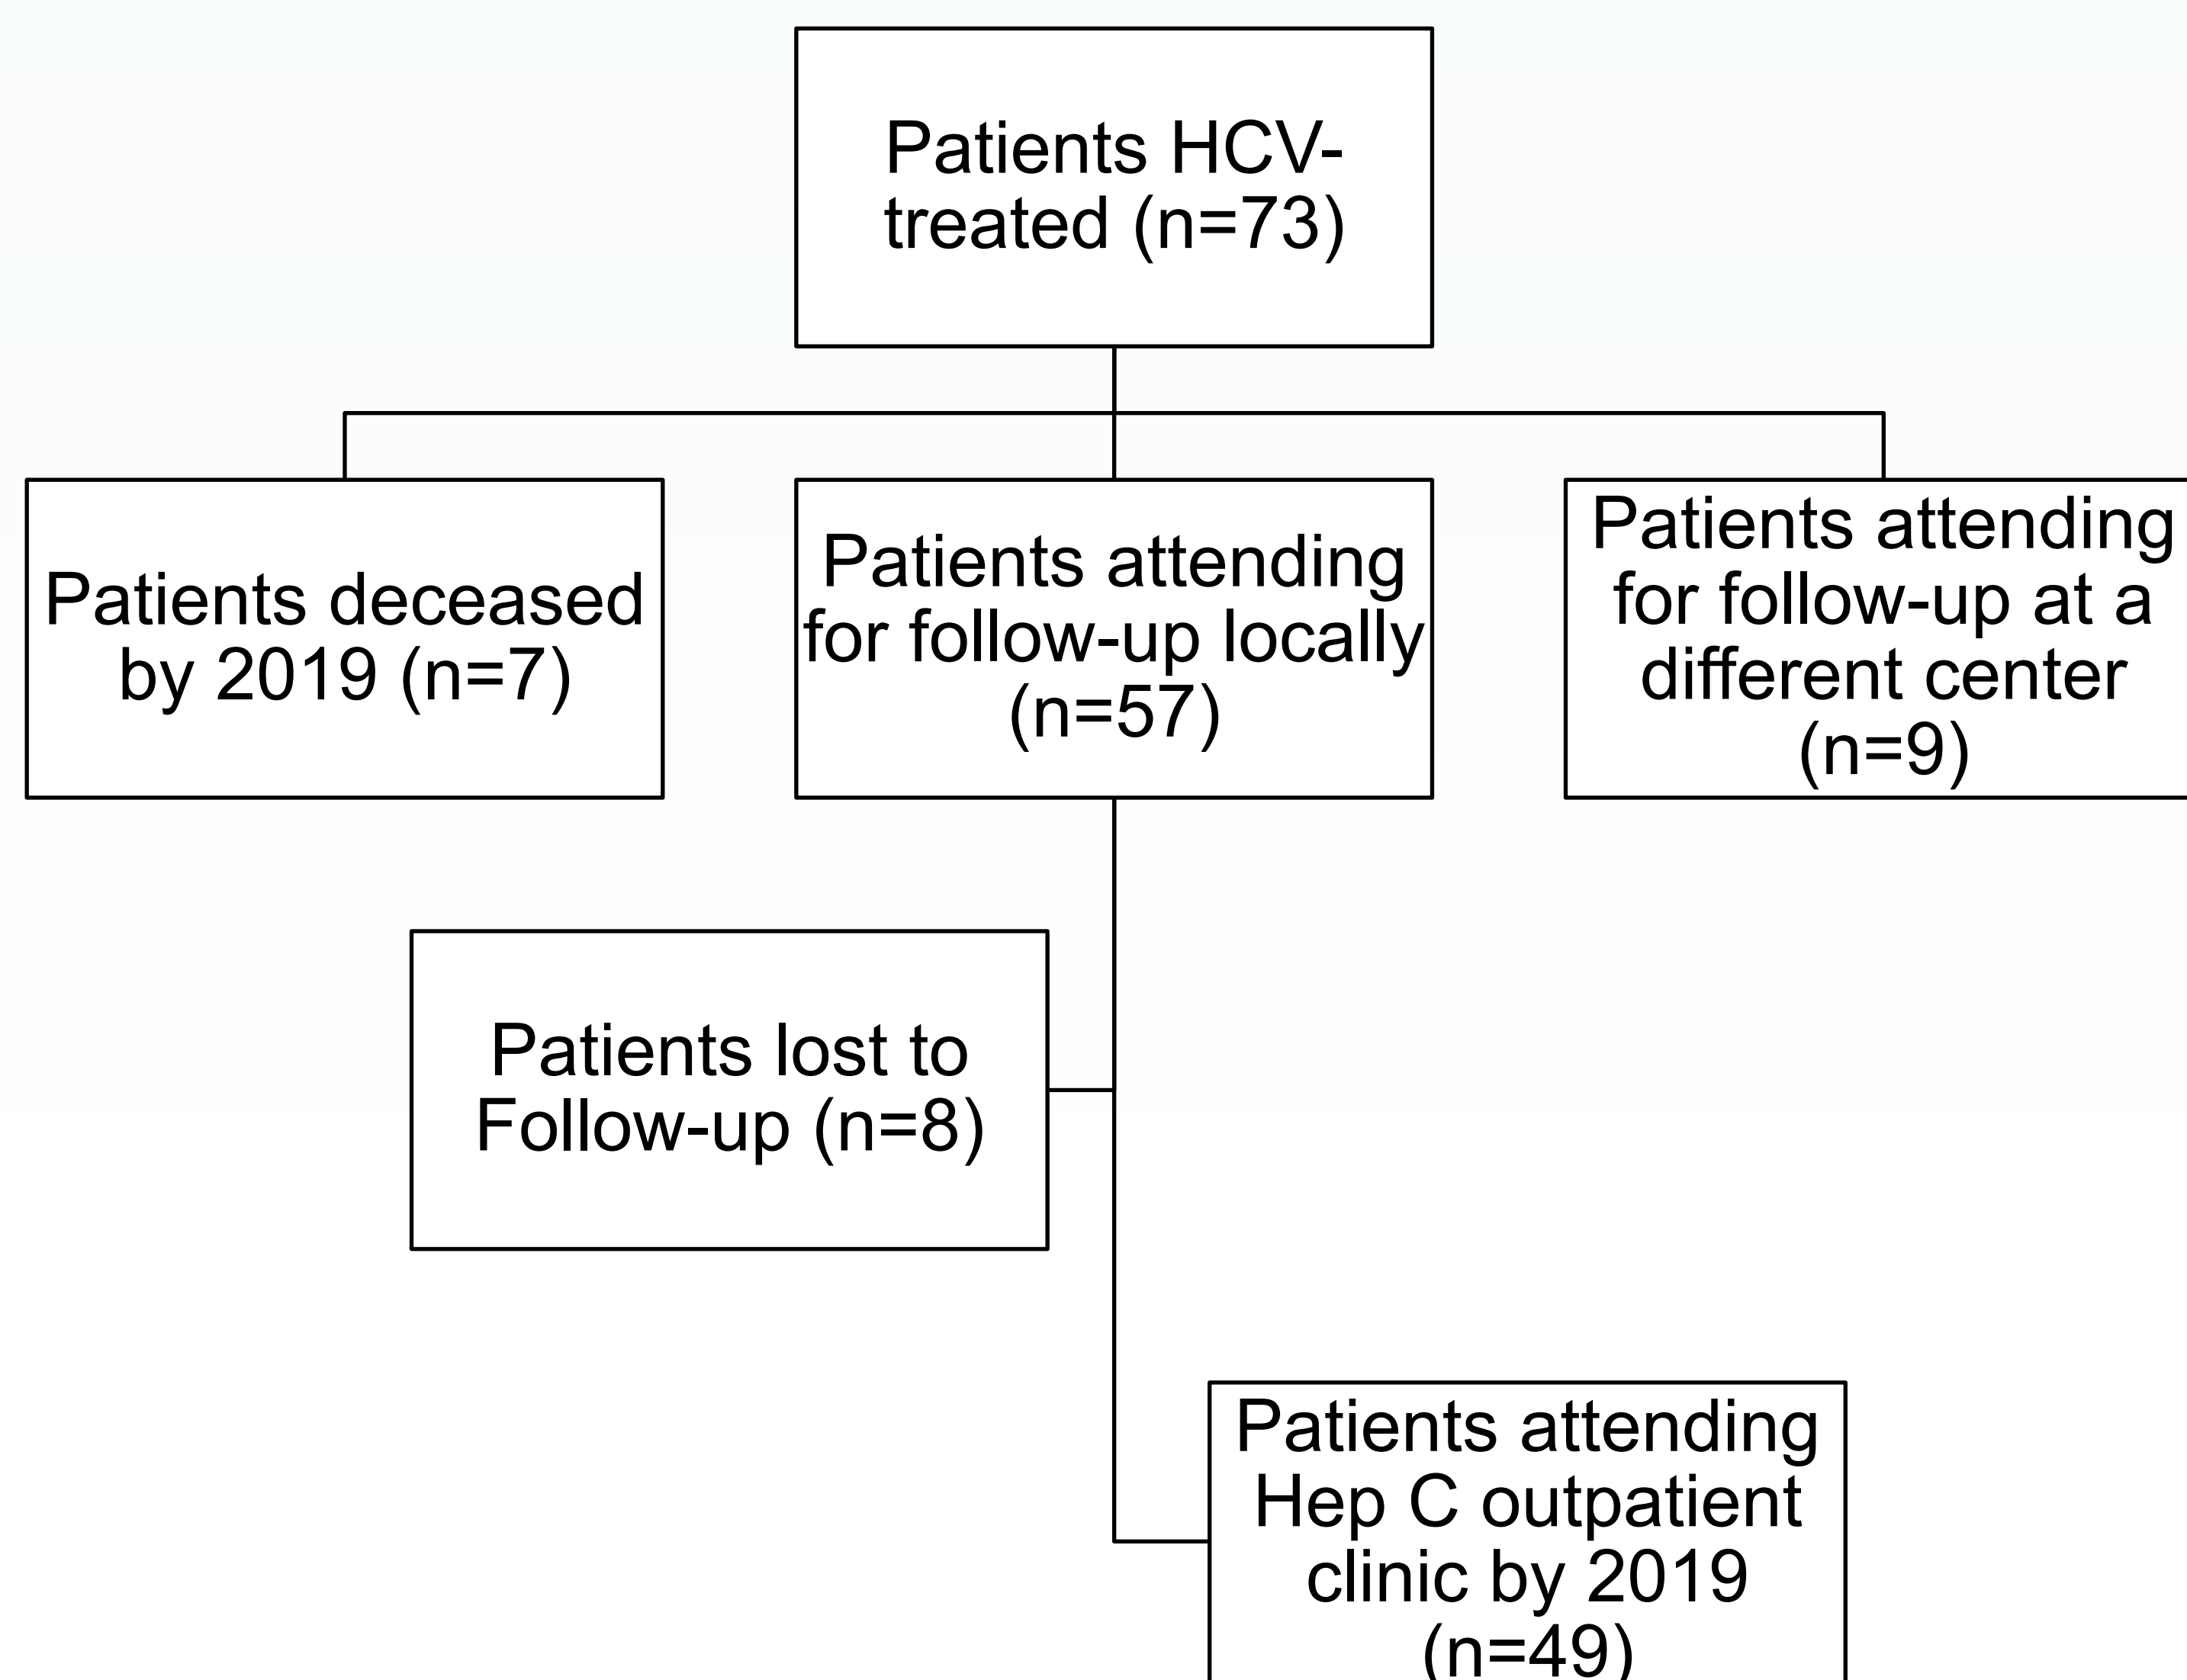 Patients HCV-
treated (n=73)
Patients deceased
by 2019 (n=7)
Patients attending
for follow-up locally
(n=57)
Patients attending
for follow-up at a
different center
(n=9)
Patients lost to
Follow-up (n=8)
Patients attending
Hep C outpatient
clinic by 2019
(n=49)